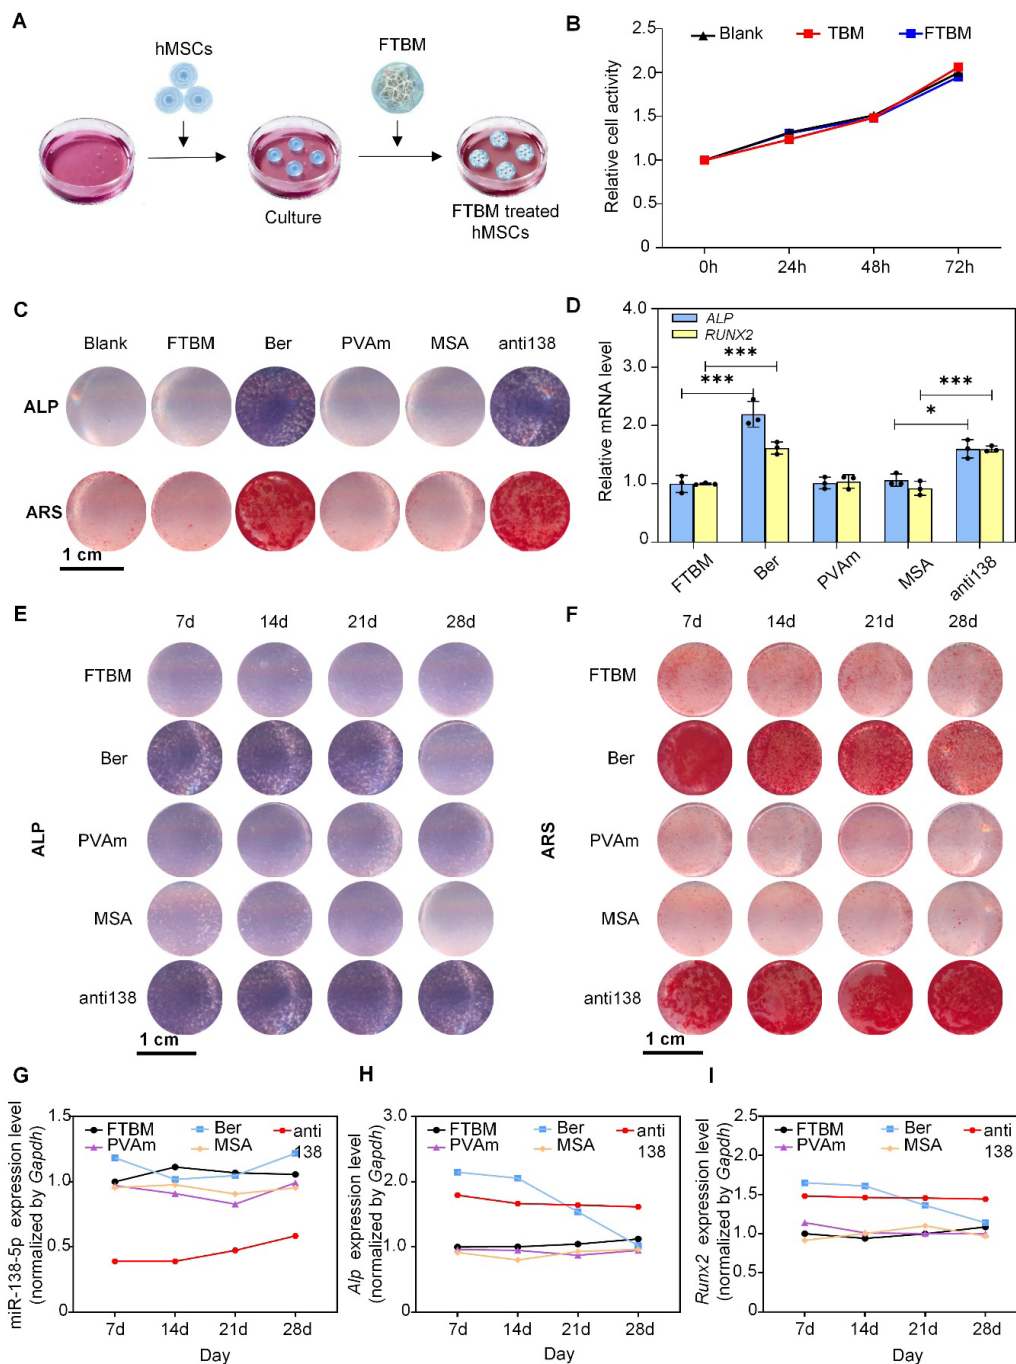 A
hMSCs
FTBM
Culture
FTBM treated
hMSCs
B
Blank TBM FTBM
Relative cell activity
2.5
2.0
1.5
1.0
0
0h 24h 48h 72h
C
Blank FTBM Ber PVAm MSA anti138
ALP
ARS
1 cm
D
ALP
RUNX2
Relative mRNA level
4.0
3.0
2.0
1.0
0
***
***
***
*
FTBM Ber PVAm MSA anti138
E
7d 14d 21d 28d
FTBM
Ber
PVAm
MSA
anti138
ALP
1 cm
F
7d 14d 21d 28d
FTBM
Ber
PVAm
MSA
anti138
ARS
1 cm
G
miR-138-5p expression level
(normalized by Gapdh)
1.5
1.0
0.5
0
FTBM Ber anti
PVAm MSA 138
7d 14d 21d 28d
Day
H
Alp expression level
(normalized by Gapdh)
3.0
2.0
1.0
0
FTBM Ber anti
PVAm MSA 138
7d 14d 21d 28d
Day
I
Runx2 expression level
(normalized by Gapdh)
2.5
2.0
1.5
1.0
0
FTBM Ber anti
PVAm MSA 138
7d 14d 21d 28d
Day